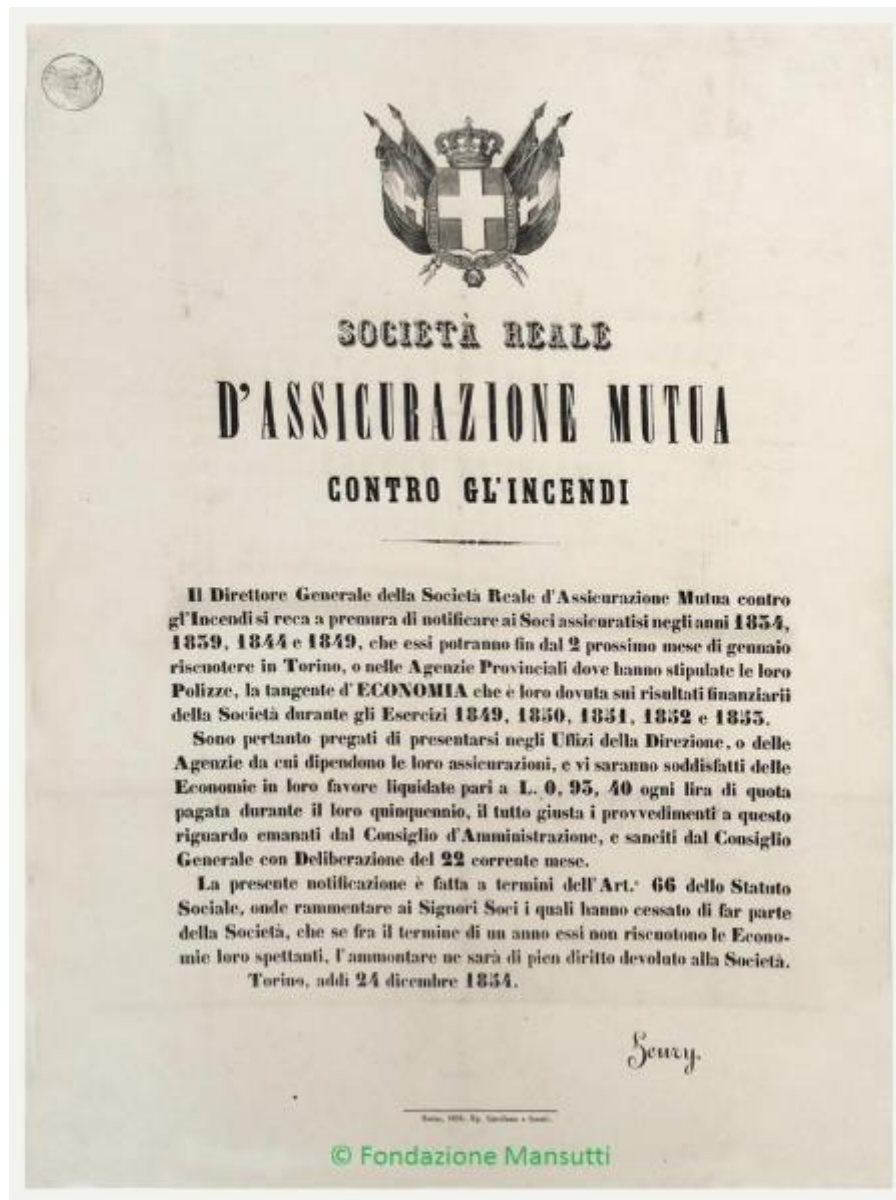 SOCIETÀ REALE
D'ASSICURAZIONE MUTUA
CONTRO GL'INCENDI
Il Direttore Generale della Società Reale d'Assicurazione Mutua contro
gl'Incendi si reca a premura di notificare ai Soci assicuratisi negli anni 1834,
1839, 1844 e 1849, che essi potranno fin dal 2 prossimo mese di gennaio
riscuotere in Torino, o nelle Agenzie Provinciali dove hanno stipulate le loro
Polizze, la tangente d'ECONOMIA che è loro dovuta sui risultati finanziarii
della Società durante gli Esercizi 1849, 1850, 1851, 1852 e 1853.
Sono pertanto pregati di presentarsi negli Uffizi della Direzione, o delle
Agenzie da cui dipendono le loro assicurazioni, e vi saranno soddisfatti delle
Economie in loro favore liquidate pari a L. 0, 93, 40 ogni lira di quota
pagata durante il loro quinquennio, il tutto giusta i provvedimenti a questo
riguardo emanati dal Consiglio d'Amministrazione, e sanciti dal Consiglio
Generale con Deliberazione del 22 corrente mese.
La presente notificazione è fatta a termini dell'Art.° 66 dello Statuto
Sociale, onde rammentare ai Signori Soci i quali hanno cessato di far parte
della Società, che se fra il termine di un anno essi non riscuotono le Econo-
mie loro spettanti, l'ammontare ne sarà di pien diritto devoluto alla Società.
Torino, addì 24 dicembre 1854.
Torino,
© Fondazione Mansutti